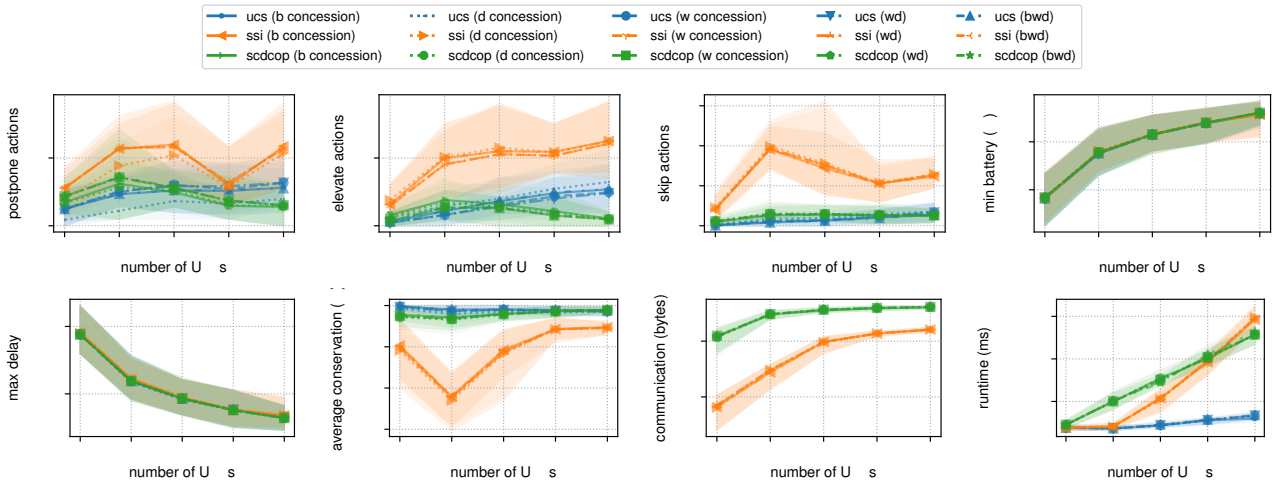 ucs (b concession) ucs (d concession) ucs (w concession) ucs (wd) ucs (bwd)
ssi (b concession) ssi (d concession) ssi (w concession) ssi (wd) ssi (bwd)
scdcop (b concession) scdcop (d concession) scdcop (w concession) scdcop (wd) scdcop (bwd)
postpone actions
number of U s
elevate actions
number of U s
skip actions
number of U s
min battery ( )
number of U s
max delay
number of U s
average conservation (
number of U s
communication (bytes)
number of U s
runtime (ms)
number of U s